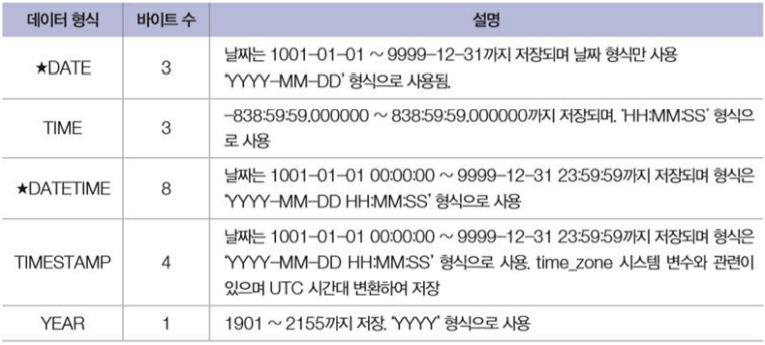 데이터 형식 바이트 수 설명
★DATE 3 날짜는 1001-01-01 ~ 9999-12-31까지 저장되며 날짜 형식만 사용
'YYYY-MM-DD' 형식으로 사용됨.
TIME 3 -838:59:59.000000 ~ 838:59:59.000000까지 저장되며, 'HH:MM:SS' 형식으
로 사용
★DATETIME 8 날짜는 1001-01-01 00:00:00 ~ 9999-12-31 23:59:59까지 저장되며 형식은
'YYYY-MM-DD HH:MM:SS' 형식으로 사용
TIMESTAMP 4 날짜는 1001-01-01 00:00:00 ~ 9999-12-31 23:59:59까지 저장되며 형식은
'YYYY-MM-DD HH:MM:SS' 형식으로 사용. time_zone 시스템 변수와 관련이
있으며 UTC 시간대 변환하여 저장
YEAR 1 1901 ~ 2155까지 저장. 'YYYY' 형식으로 사용